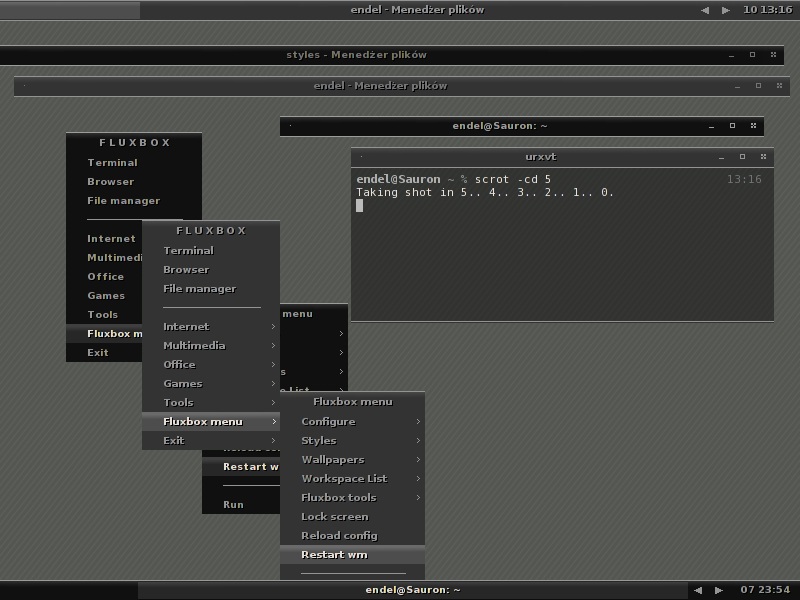 endel - Menedżer plików
10 13:16
styles - Menedżer plików
endel - Menedżer plików
endel@Sauron: ~
urxvt
endel@Sauron ~ % scrot -cd 5 13:16
Taking shot in 5.. 4.. 3.. 2.. 1.. 0.
FLUXBOX
Terminal
Browser
File manager
Internet
Multimedi
Office
Games
Tools
Fluxbox m
Exit
FLUXBOX
Terminal
Browser
File manager
Internet
Multimedia
Office
Games
Tools
Fluxbox menu
Exit
menu
s
e List
Restart w
Run
Fluxbox menu
Configure
Styles
Wallpapers
Workspace List
Fluxbox tools
Lock screen
Reload config
Restart wm
endel@Sauron: ~
07 23:54